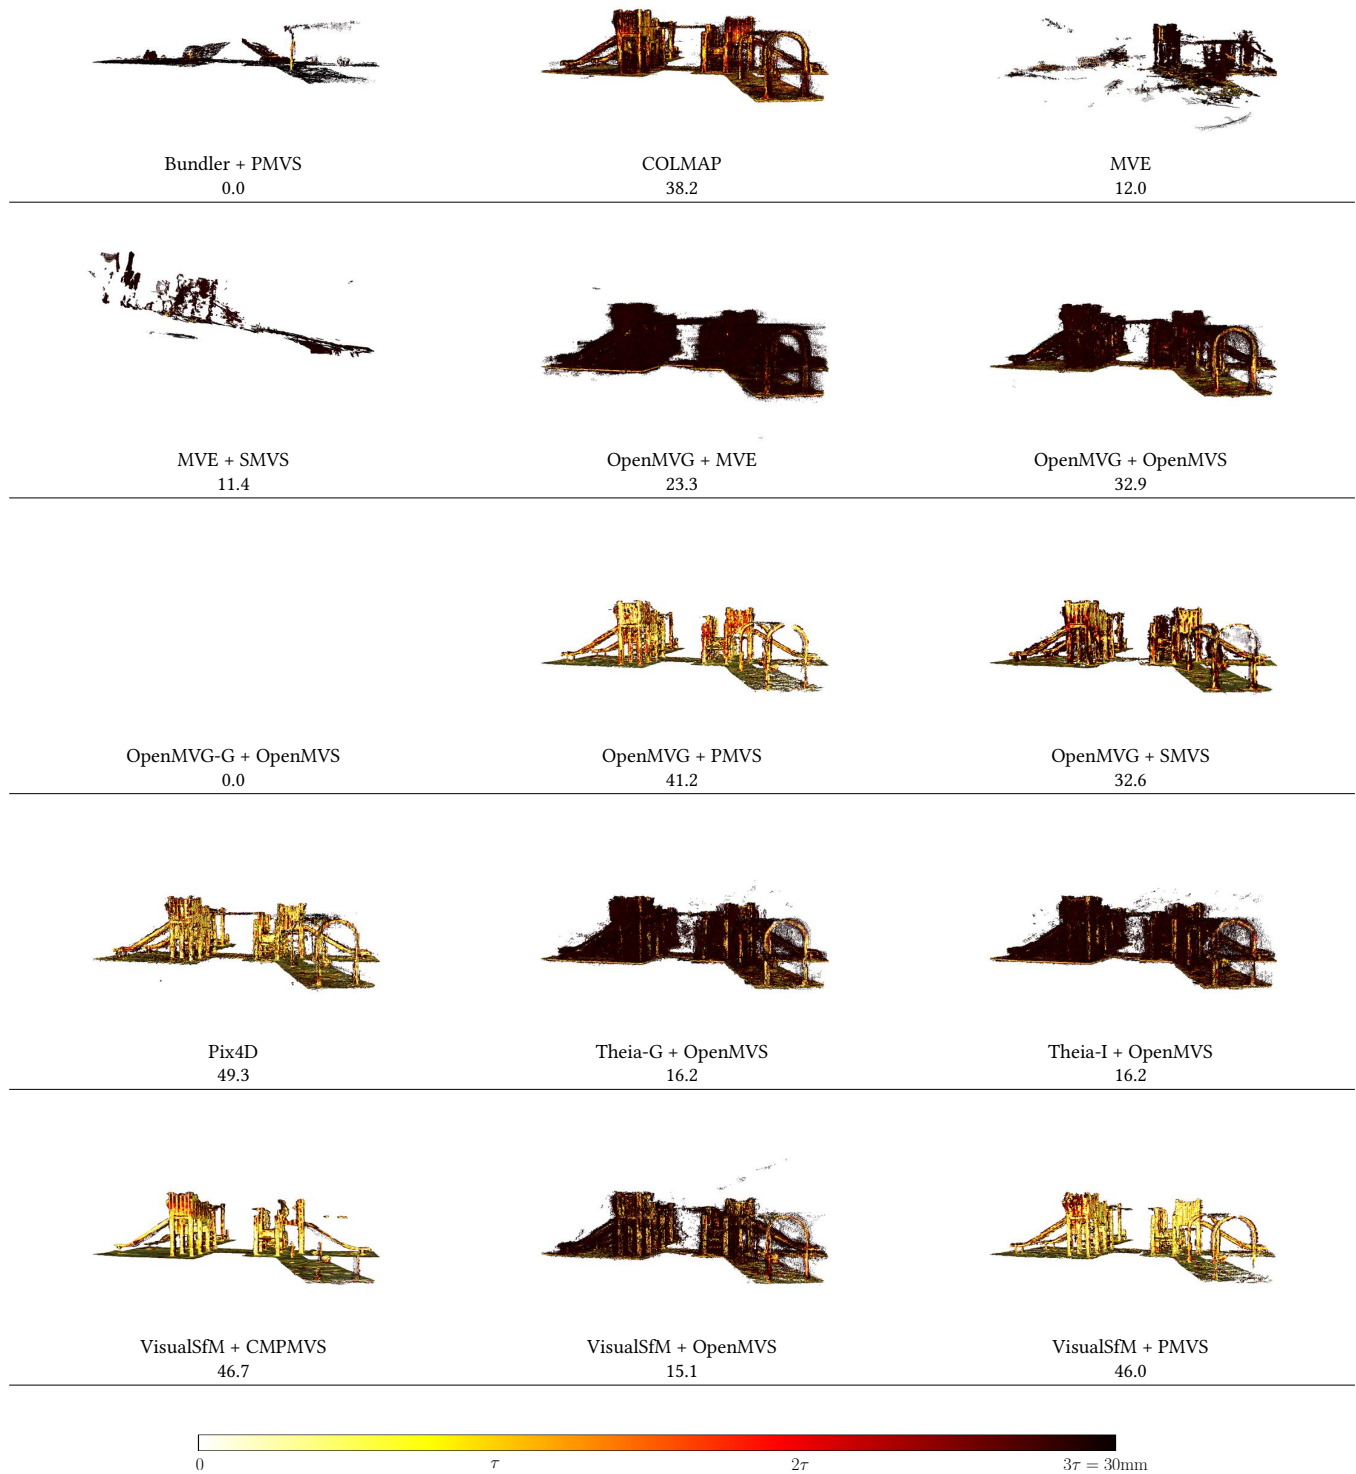 Bundler + PMVS
0.0
COLMAP
38.2
MVE
12.0
MVE + SMVS
11.4
OpenMVG + MVE
23.3
OpenMVG + OpenMVS
32.9
OpenMVG-G + OpenMVS
0.0
OpenMVG + PMVS
41.2
OpenMVG + SMVS
32.6
Pix4D
49.3
Theia-G + OpenMVS
16.2
Theia-I + OpenMVS
16.2
VisualSfM + CMPMVS
46.7
VisualSfM + OpenMVS
15.1
VisualSfM + PMVS
46.0
0 τ 2τ 3τ = 30mm